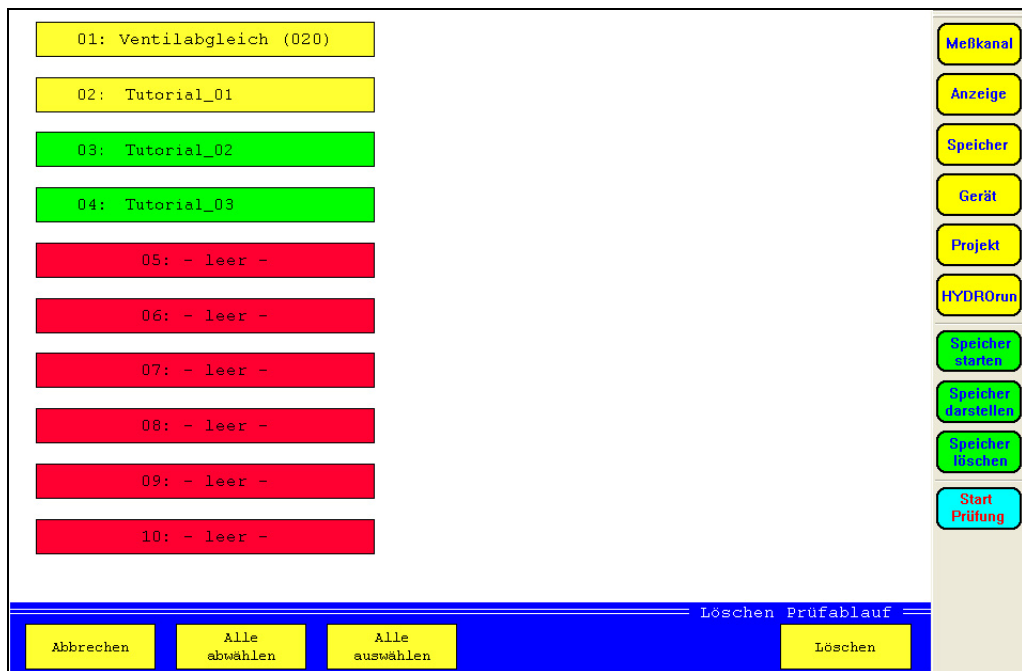 01: Ventilabgleich (020)
02: Tutorial_01
03: Tutorial_02
04: Tutorial_03
05: - leer -
06: - leer -
07: - leer -
08: - leer -
09: - leer -
10: - leer -
Meßkanal
Anzeige
Speicher
Gerät
Projekt
HYDROrun
Speicher
starten
Speicher
darstellen
Speicher
löschen
Start
Prüfung
Löschen Prüfablauf
Abbrechen
Alle
abwählen
Alle
auswählen
Löschen